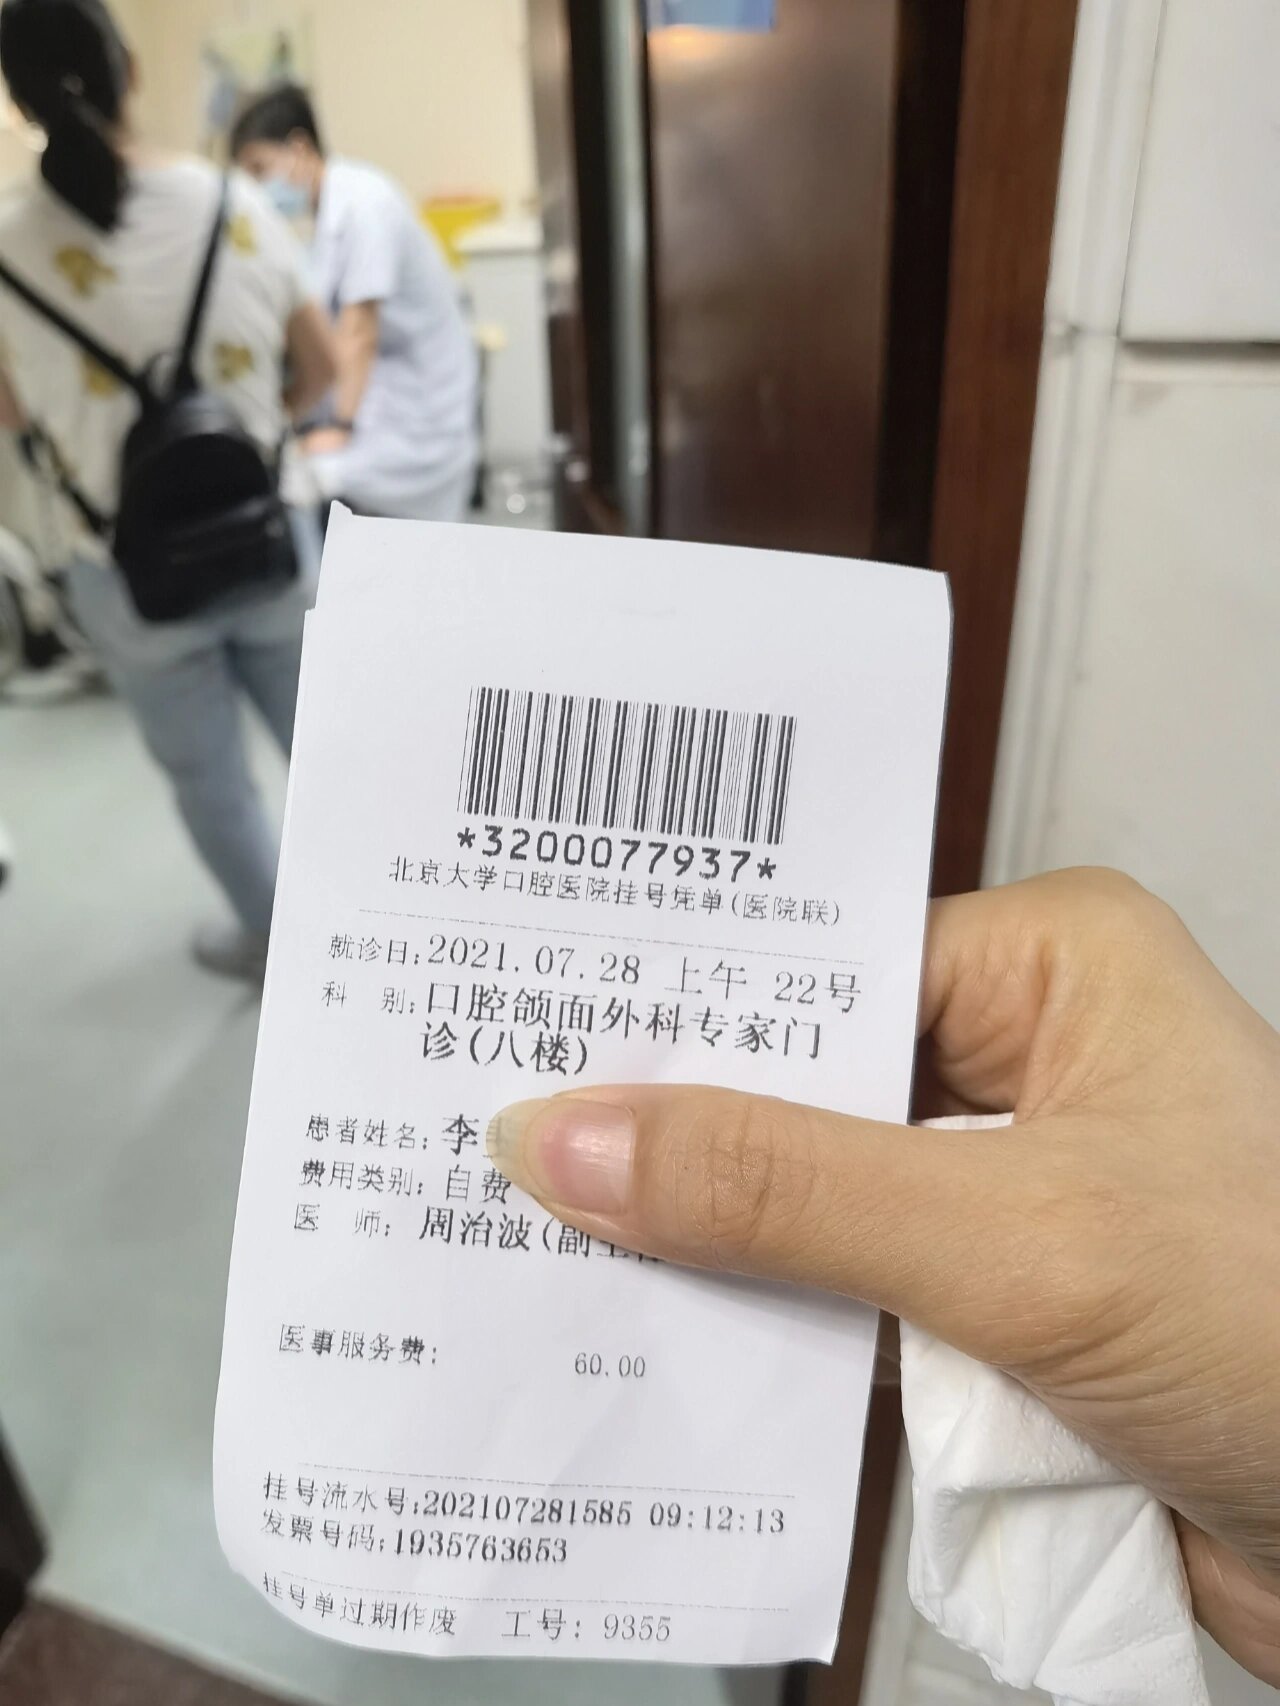 *3200077937*
北京大学口腔医院挂号凭单(医院联)
就诊日:2021.07.28 上午 22号
科 别:口腔颌面外科专家门
诊(八楼)
患者姓名:李
费用类别:自费
医 师:周治波(副主
医事服务费: 60.00
挂号流水号:202107281585 09:12:13
发票号码:1935763653
挂号单过期作废 工号: 9355